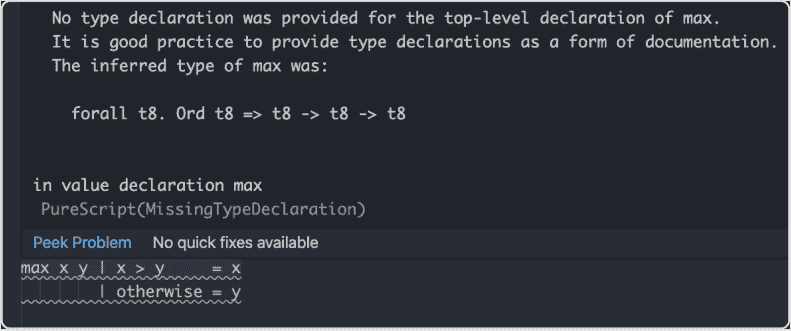 No type declaration was provided for the top-level declaration of max.
It is good practice to provide type declarations as a form of documentation.
The inferred type of max was:
forall t8. Ord t8 => t8 -> t8 -> t8
in value declaration max
PureScript(MissingTypeDeclaration)
Peek Problem No quick fixes available
max x y | x > y = x
| otherwise = y